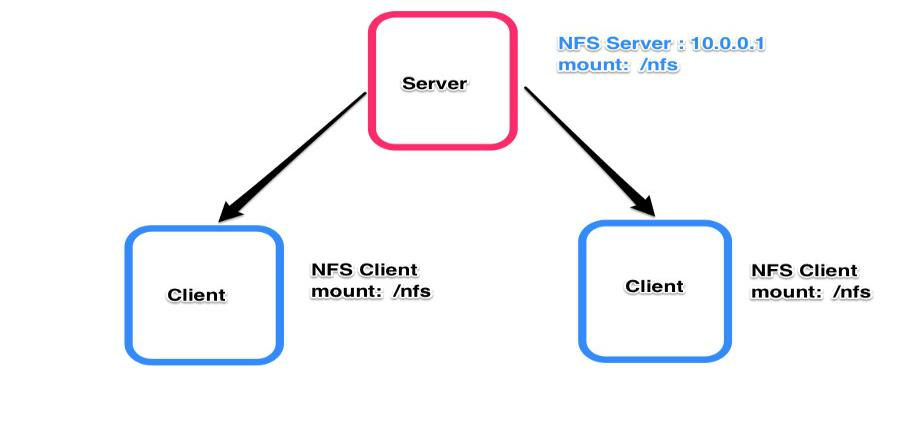 Server
NFS Server : 10.0.0.1
mount: /nfs
Client
NFS Client
mount: /nfs
Client
NFS Client
mount: /nfs